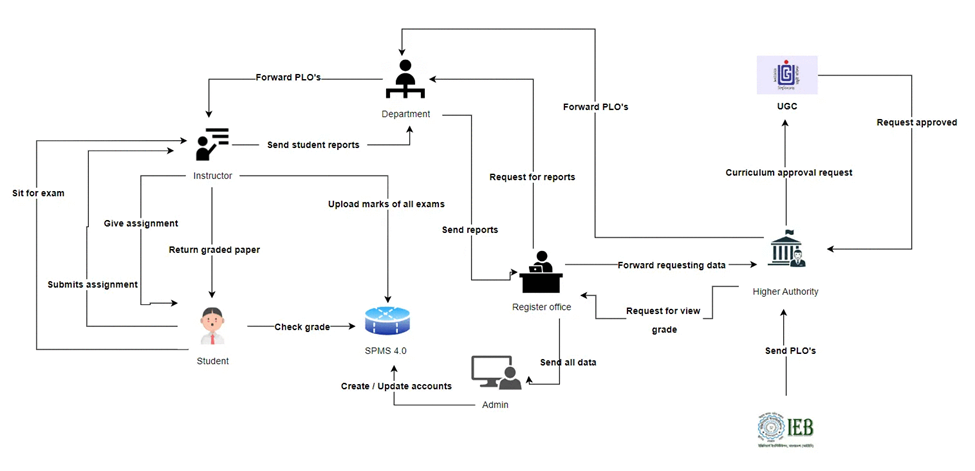 Forward PLO's
Department
Forward PLO's
UGC
Request approved
Send student reports
Instructor
Sit for exam
Curriculum approval request
Request for reports
Upload marks of all exams
Give assignment
Send reports
Return graded paper
Forward requesting data
Submits assignment
Higher Authority
Register office
Request for view
grade
Check grade
Student
SPMS 4.0
Send all data
Send PLO's
Create / Update accounts
Admin
IEB